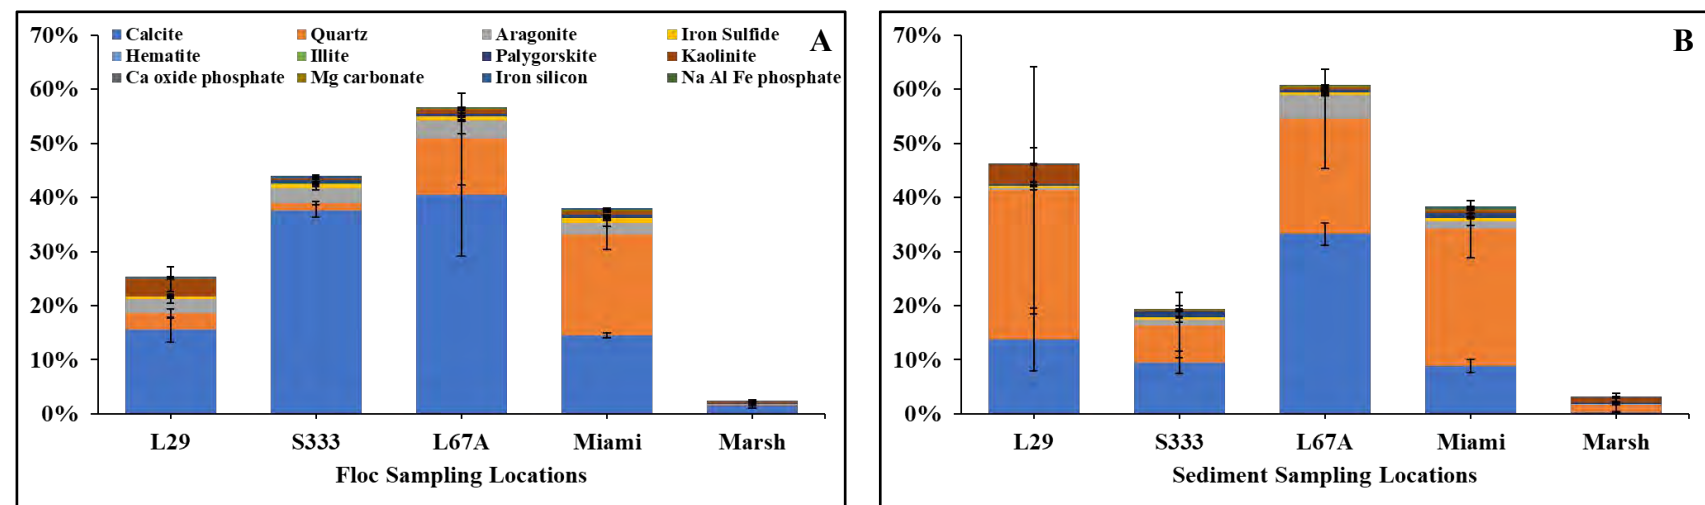 70%
60%
50%
40%
30%
20%
10%
0%
Calcite Quartz Aragonite Iron Sulfide
Hematite Illite Palygorskite Kaolinite
Ca oxide phosphate Mg carbonate Iron silicon Na Al Fe phosphate
A
L29 S333 L67A Miami Marsh
Floc Sampling Locations
70%
60%
50%
40%
30%
20%
10%
0%
B
L29 S333 L67A Miami Marsh
Sediment Sampling Locations